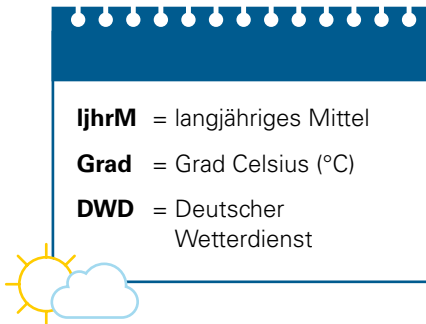 ljhrM = langjähriges Mittel
Grad = Grad Celsius (°C)
DWD = Deutscher
Wetterdienst